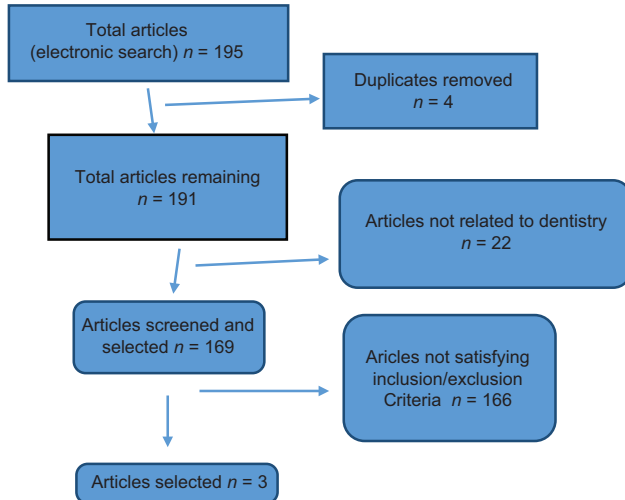 Total articles
(electronic search) n = 195
Duplicates removed
n = 4
Total articles remaining
n = 191
Articles not related to dentistry
n = 22
Articles screened and
selected n = 169
Aricles not satisfying
inclusion/exclusion
Criteria n = 166
Articles selected n = 3